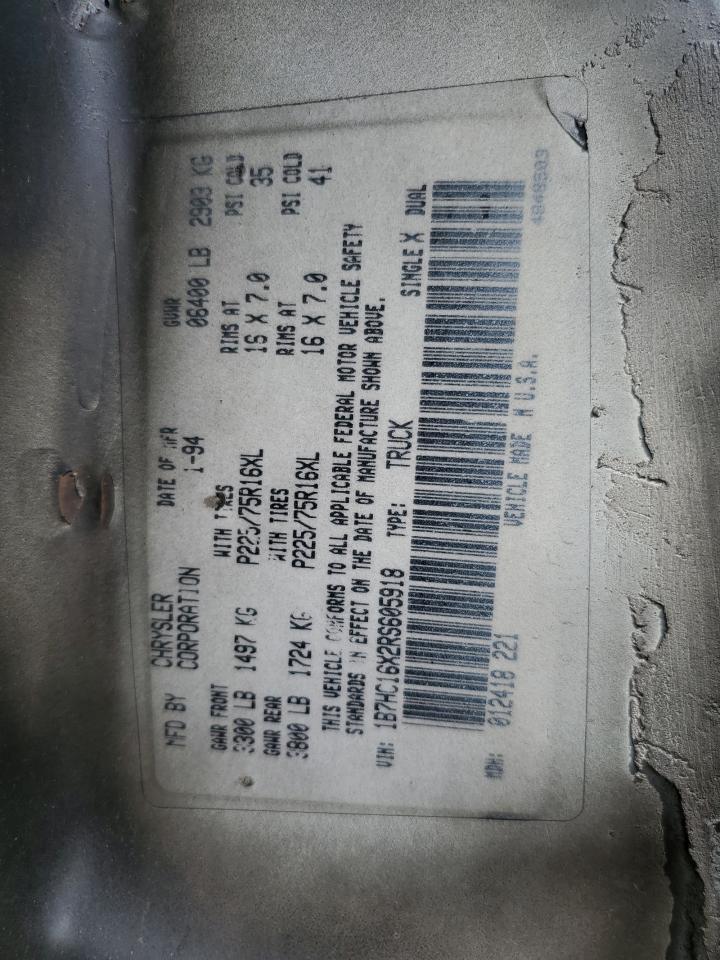 MFD BY CHRYSLER CORPORATION DATE OF MFR 1-94 GVWR 06400 LB 2903 KG
GAWR FRONT WITH TIRES RIMS AT PSI COLD
3300 LB 1497 KG P225/75R16XL 16 X 7.0 35
GAWR REAR WITH TIRES RIMS AT PSI COLD
3800 LB 1724 KG P225/75R16XL 16 X 7.0 41
THIS VEHICLE CONFORMS TO ALL APPLICABLE FEDERAL MOTOR VEHICLE SAFETY
STANDARDS IN EFFECT ON THE DATE OF MANUFACTURE SHOWN ABOVE.
VIN: 1B7HC16X2RS605918 TYPE: TRUCK SINGLE X DUAL
MDH: 012418 221 VEHICLE MADE IN U.S.A.